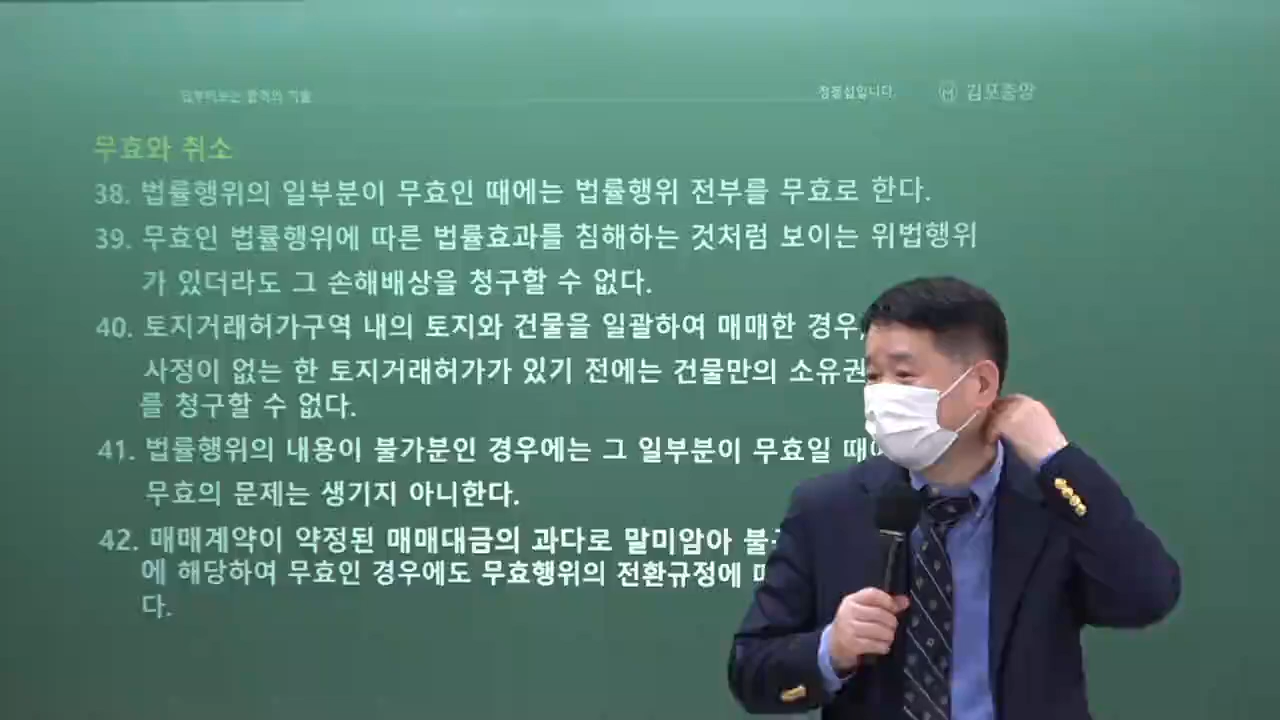 합격의 기술
정동섭입니다.
김포중앙
무효와 취소
38. 법률행위의 일부분이 무효인 때에는 법률행위 전부를 무효로 한다.
39. 무효인 법률행위에 따른 법률효과를 침해하는 것처럼 보이는 위법행위
가 있더라도 그 손해배상을 청구할 수 없다.
40. 토지거래허가구역 내의 토지와 건물을 일괄하여 매매한 경우,
사정이 없는 한 토지거래허가가 있기 전에는 건물만의 소유권
를 청구할 수 없다.
41. 법률행위의 내용이 불가분인 경우에는 그 일부분이 무효일 때
무효의 문제는 생기지 아니한다.
42. 매매계약이 약정된 매매대금의 과다로 말미암아
에 해당하여 무효인 경우에도 무효행위의 전환규정에
다.